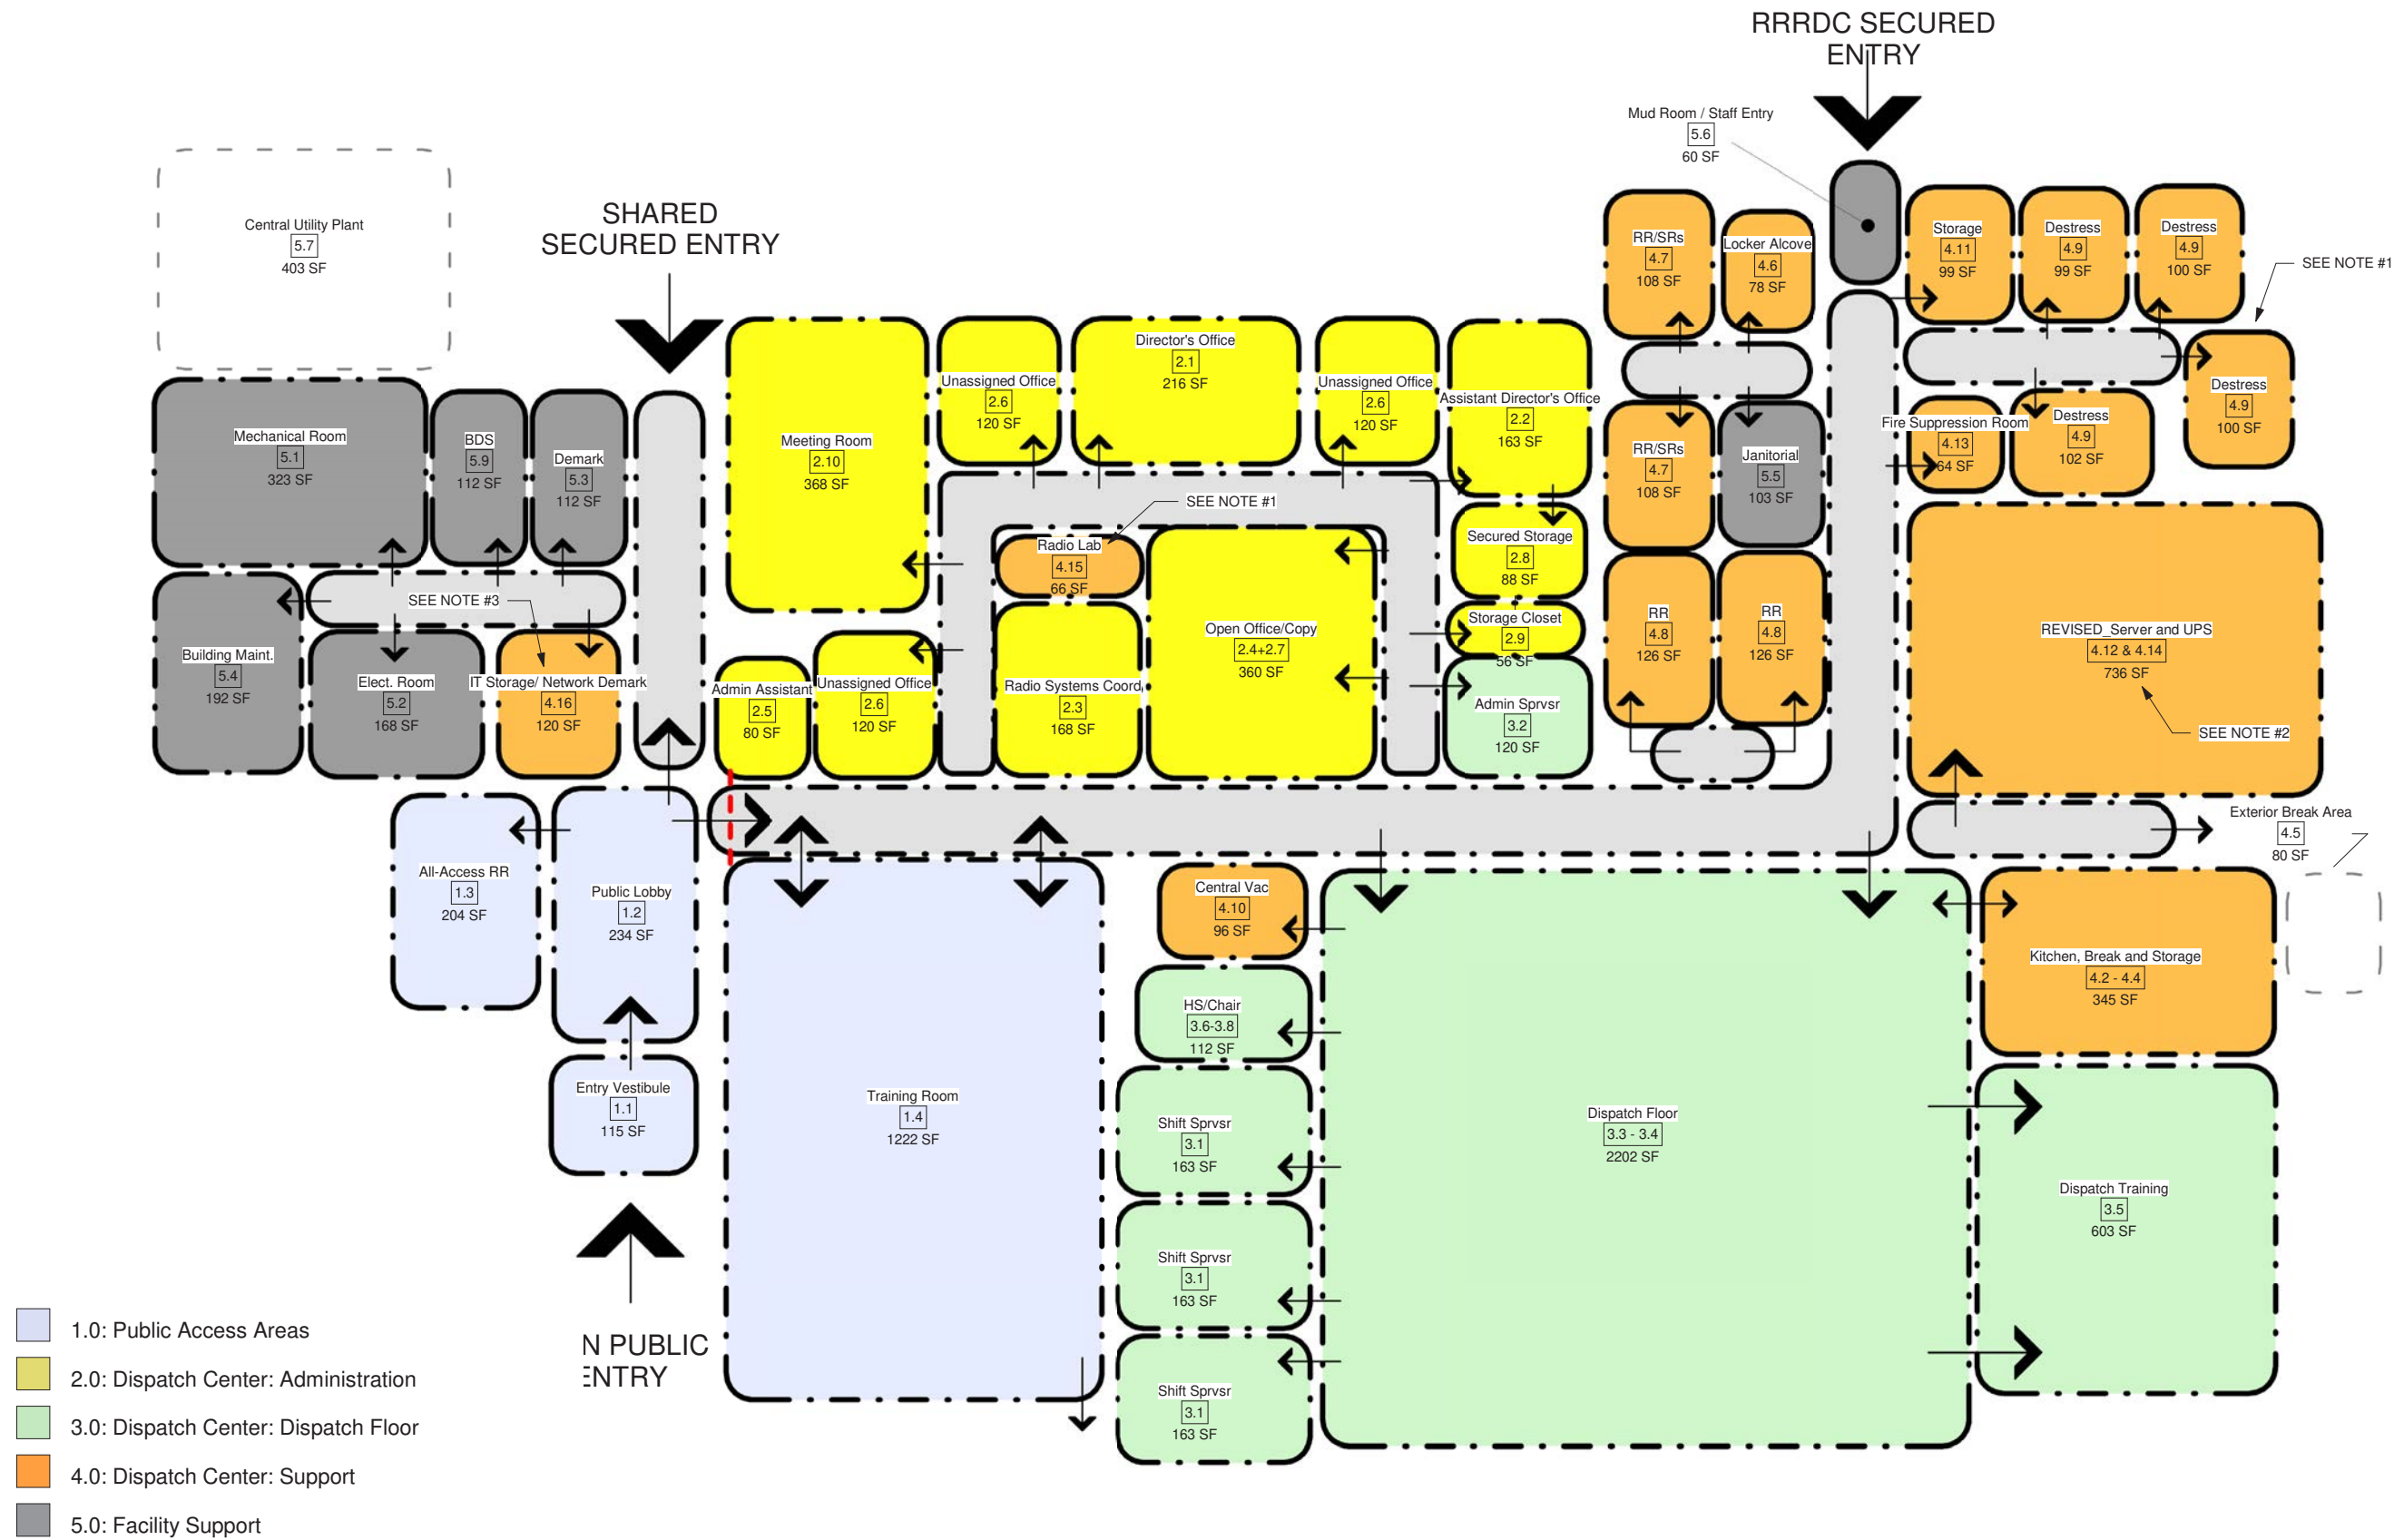 RRRDC SECURED
ENTRY
Mud Room / Staff Entry
5.6
60 SF
Central Utility Plant
5.7
403 SF
SHARED
SECURED ENTRY
RR/SRs
4.7
108 SF
Locker Alcove
4.6
78 SF
Storage
4.11
99 SF
Destress
4.9
99 SF
Destress
4.9
100 SF
SEE NOTE #1
Destress
4.9
100 SF
Mechanical Room
5.1
323 SF
BDS
5.9
112 SF
Demark
5.3
112 SF
Meeting Room
2.10
368 SF
Unassigned Office
2.6
120 SF
Director's Office
2.1
216 SF
Unassigned Office
2.6
120 SF
Assistant Director's Office
2.2
163 SF
RR/SRs
4.7
108 SF
Janitorial
5.5
103 SF
Fire Suppression Room
4.13
64 SF
Destress
4.9
102 SF
SEE NOTE #1
Radio Lab
4.15
66 SF
Secured Storage
2.8
88 SF
SEE NOTE #3
Building Maint.
5.4
192 SF
Elect. Room
5.2
168 SF
IT Storage/ Network Demark
4.16
120 SF
Admin Assistant
2.5
80 SF
Unassigned Office
2.6
120 SF
Radio Systems Coord
2.3
168 SF
Open Office/Copy
2.4+2.7
360 SF
Storage Closet
2.9
56 SF
Admin Sprvsr
3.2
120 SF
RR
4.8
126 SF
RR
4.8
126 SF
REVISED_Server and UPS
4.12 & 4.14
736 SF
SEE NOTE #2
Exterior Break Area
4.5
80 SF
All-Access RR
1.3
204 SF
Public Lobby
1.2
234 SF
Entry Vestibule
1.1
115 SF
Training Room
1.4
1222 SF
Central Vac
4.10
96 SF
HS/Chair
3.6-3.8
112 SF
Shift Sprvsr
3.1
163 SF
Shift Sprvsr
3.1
163 SF
Shift Sprvsr
3.1
163 SF
Dispatch Floor
3.3 - 3.4
2202 SF
Kitchen, Break and Storage
4.2 - 4.4
345 SF
Dispatch Training
3.5
603 SF
N PUBLIC
ENTRY
1.0: Public Access Areas
2.0: Dispatch Center: Administration
3.0: Dispatch Center: Dispatch Floor
4.0: Dispatch Center: Support
5.0: Facility Support